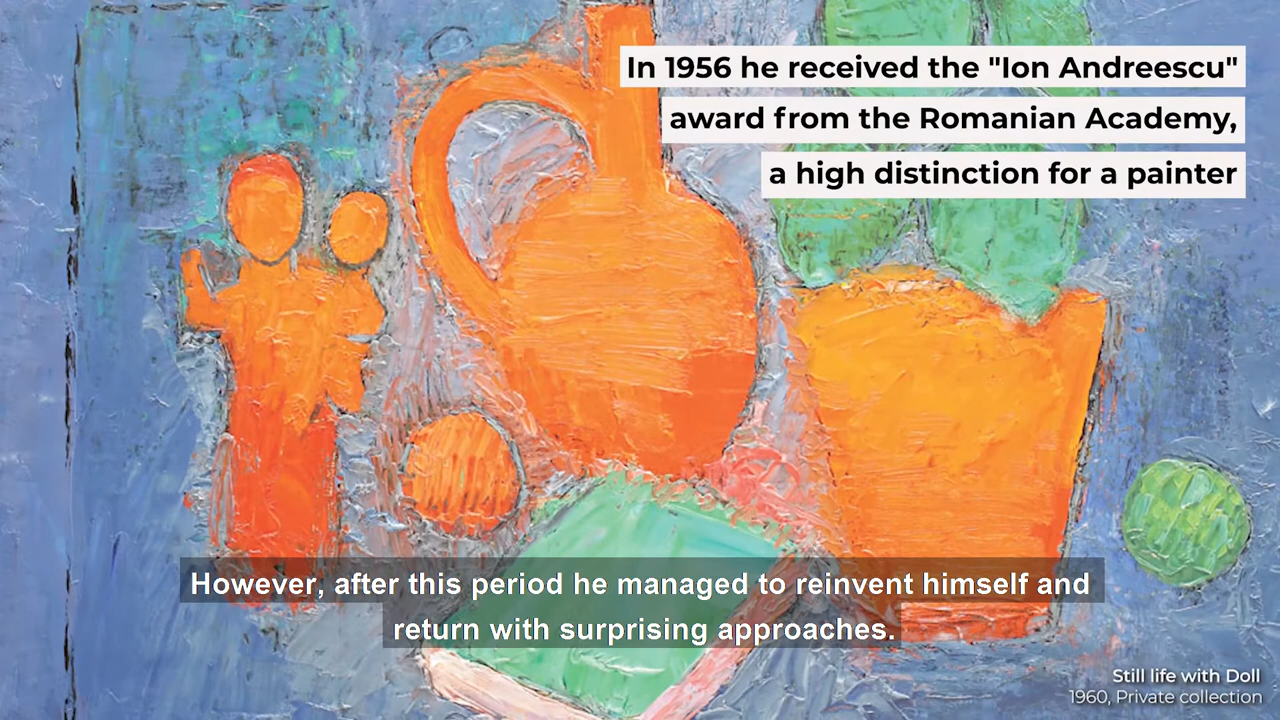 In 1956 he received the "Ion Andreescu"
award from the Romanian Academy,
a high distinction for a painter
However, after this period he managed to reinvent himself and
return with surprising approaches.
Still life with Doll
1960, Private collection